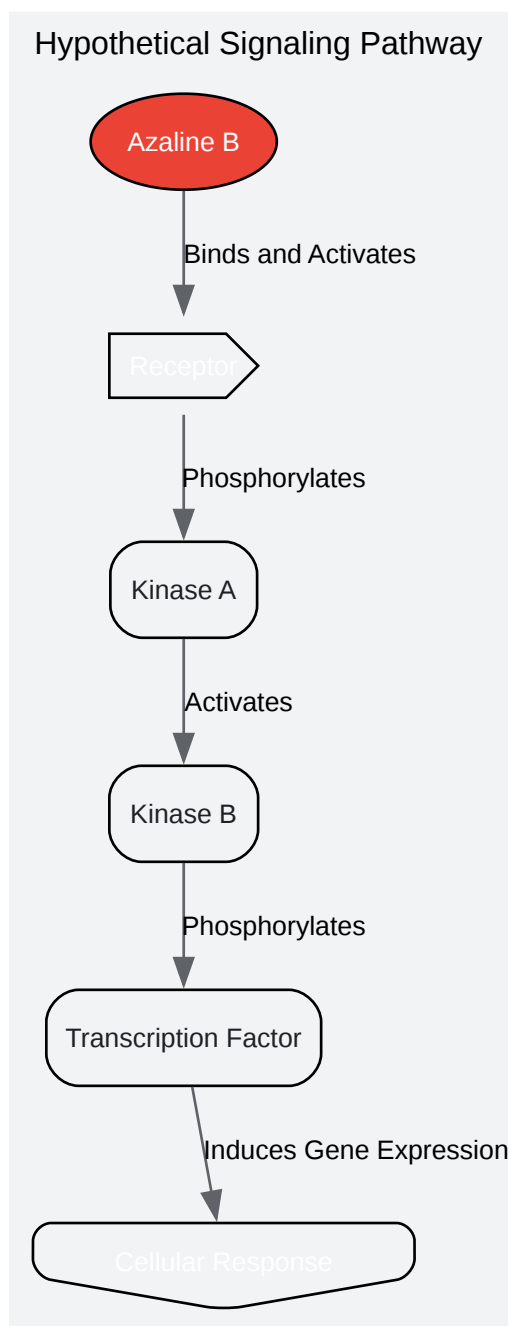 Hypothetical Signaling Pathway
Azaline B
Binds and Activates
Receptor
Phosphorylates
Kinase A
Activates
Kinase B
Phosphorylates
Transcription Factor
Induces Gene Expression
Cellular Response